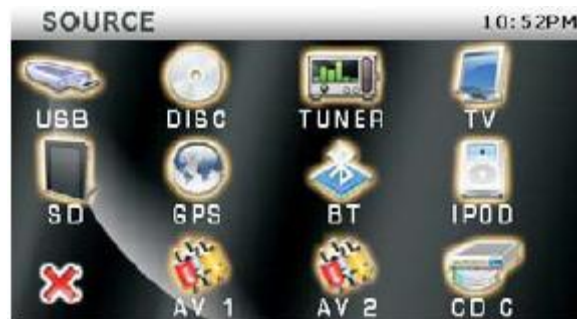 SOURCE 10:52PM
USB DISC TUNER TV
SD GPS BT IPOD
AV 1 AV 2 CD C